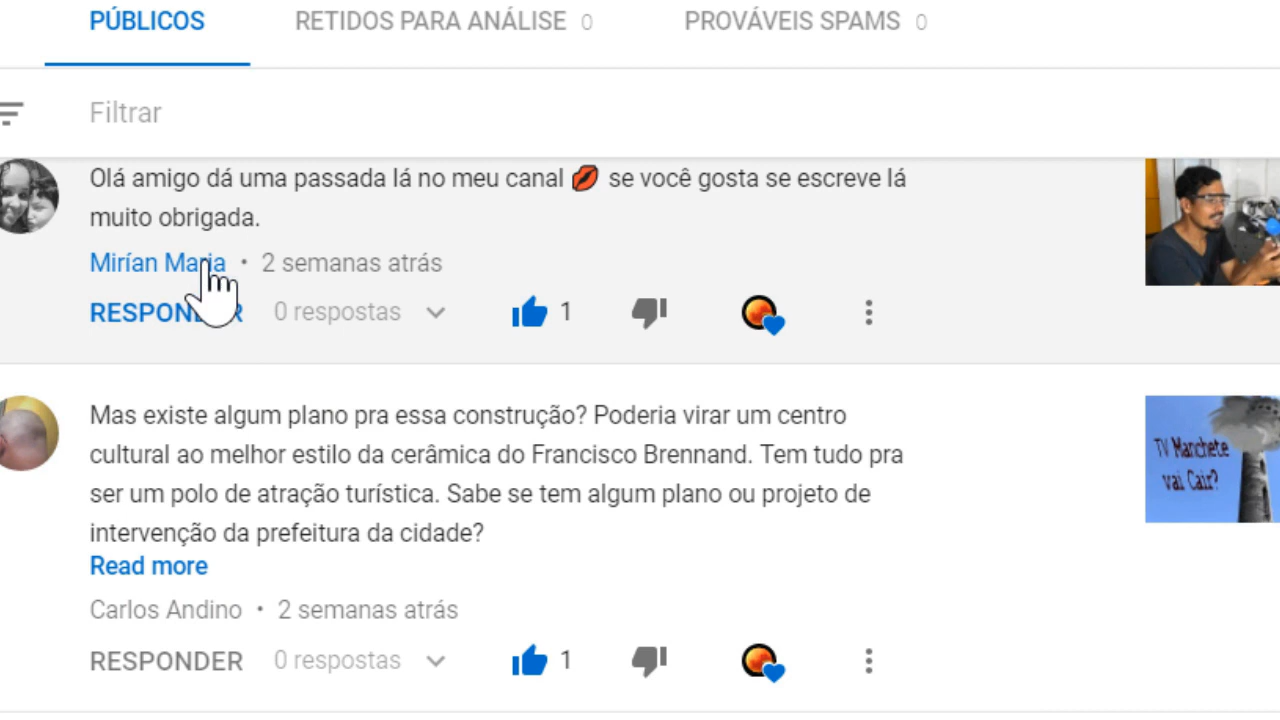 PÚBLICOS RETIDOS PARA ANÁLISE 0 PROVÁVEIS SPAMS 0
Filtrar
Olá amigo dá uma passada lá no meu canal 💋 se você gosta se escreve lá
muito obrigada.
Mirían Maria • 2 semanas atrás
RESPONDER 0 respostas 1
Mas existe algum plano pra essa construção? Poderia virar um centro
cultural ao melhor estilo da cerâmica do Francisco Brennand. Tem tudo pra
ser um polo de atração turística. Sabe se tem algum plano ou projeto de
intervenção da prefeitura da cidade?
Read more
Carlos Andino • 2 semanas atrás
RESPONDER 0 respostas 1
TV Manchete
vai Cair?